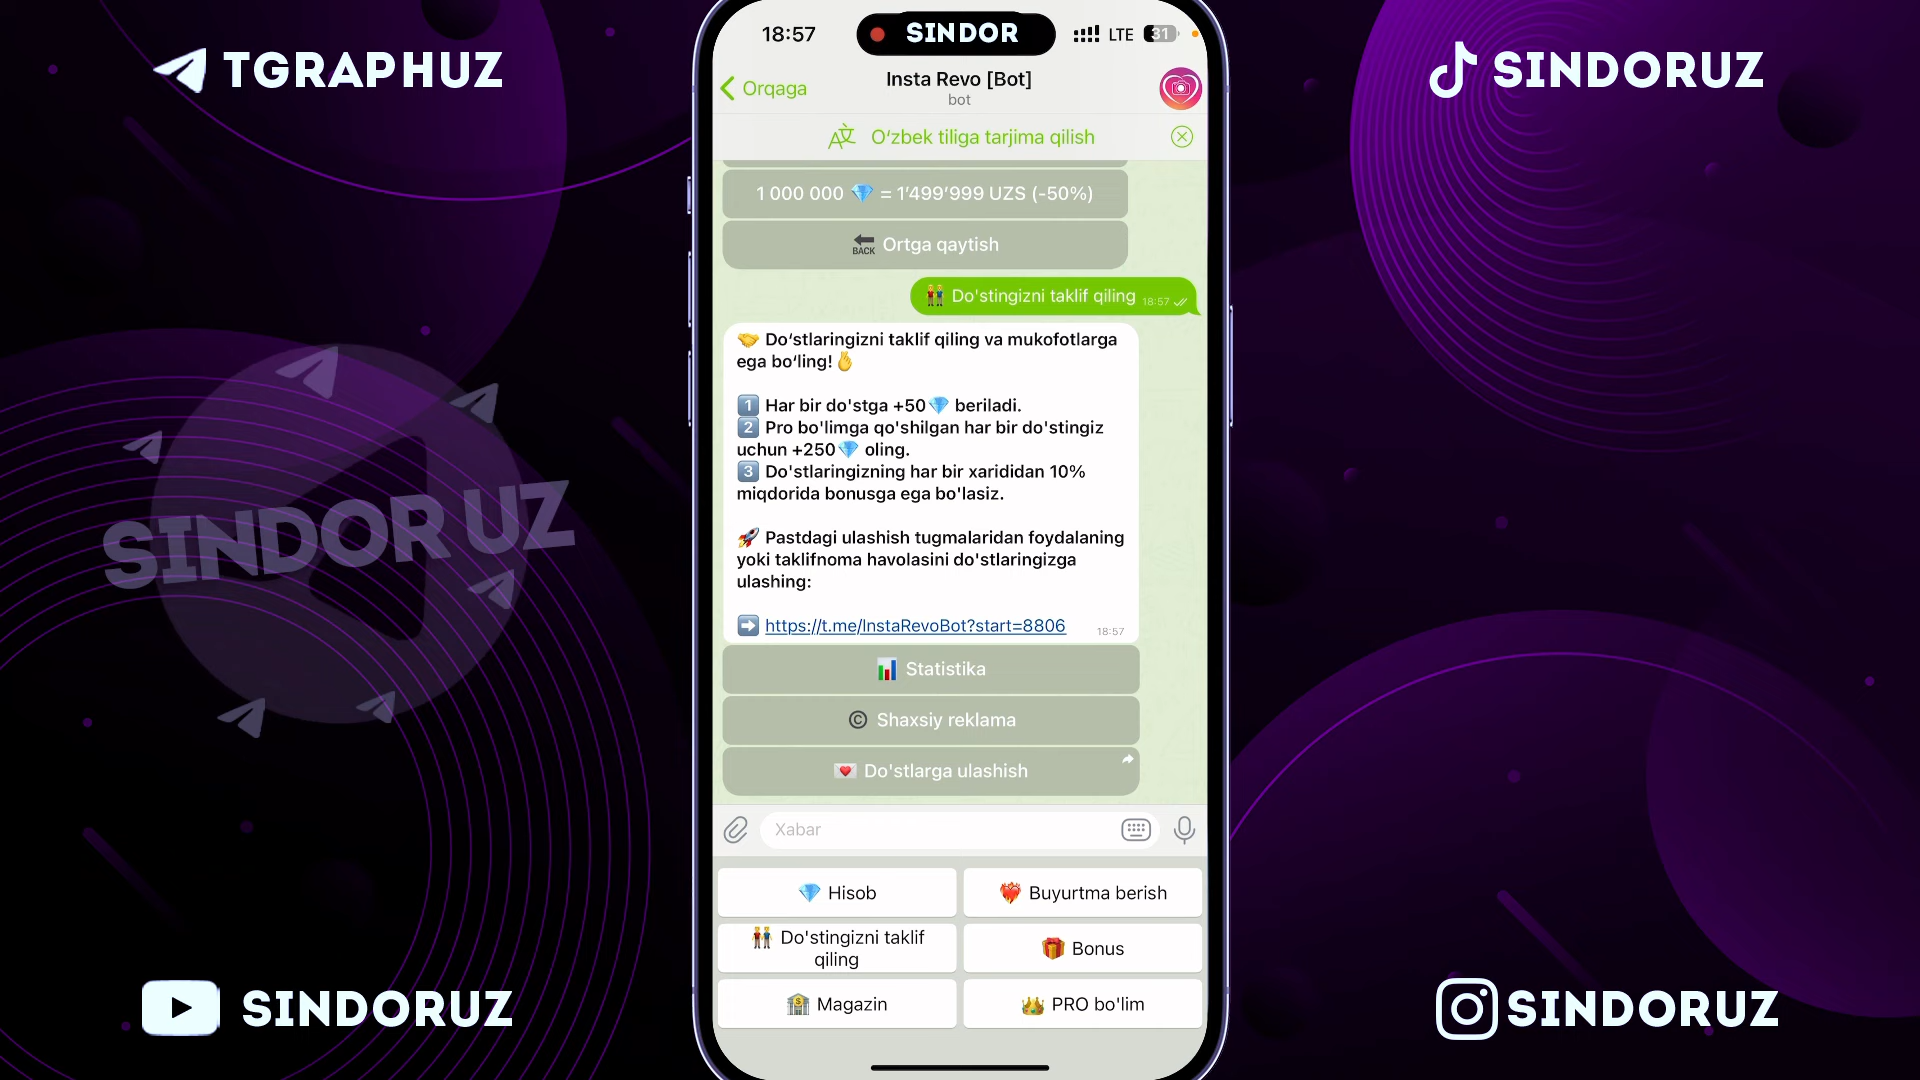 TGRAPHUZ
SINDORUZ
18:57
SINDOR
LTE
31
Orqaga
Insta Revo [Bot]
bot
Oʻzbek tiliga tarjima qilish
1 000 000 💎 = 1'499'999 UZS (-50%)
BACK Ortga qaytish
👬 Do'stingizni taklif qiling 18:57
🤝 Doʻstlaringizni taklif qiling va mukofotlarga
ega boʻling!🫰
1️⃣ Har bir do'stga +50💎 beriladi.
2️⃣ Pro bo'limga qo'shilgan har bir do'stingiz
uchun +250💎 oling.
3️⃣ Do'stlaringizning har bir xarididan 10%
miqdorida bonusga ega bo'lasiz.
🚀 Pastdagi ulashish tugmalaridan foydalaning
yoki taklifnoma havolasini do'stlaringizga
ulashing:
➡️ https://t.me/InstaRevoBot?start=8806 18:57
📊 Statistika
© Shaxsiy reklama
💌 Do'stlarga ulashish
Xabar
💎 Hisob
❤️‍🔥 Buyurtma berish
👬 Do'stingizni taklif
qiling
🎁 Bonus
🏦 Magazin
👑 PRO bo'lim
SINDOR UZ
SINDORUZ
SINDORUZ